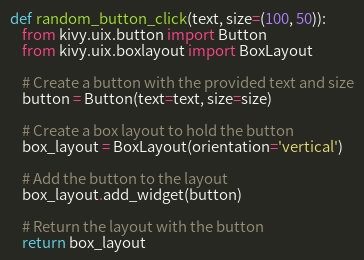 def random_button_click(text, size=(100, 50)):
from kivy.uix.button import Button
from kivy.uix.boxlayout import BoxLayout
# Create a button with the provided text and size
button = Button(text=text, size=size)
# Create a box layout to hold the button
box_layout = BoxLayout(orientation='vertical')
# Add the button to the layout
box_layout.add_widget(button)
# Return the layout with the button
return box_layout